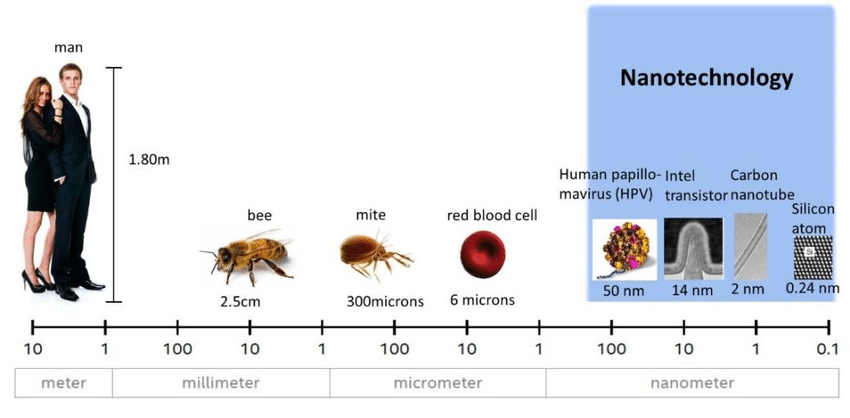 man
1.80m
bee
2.5cm
mite
300microns
red blood cell
6 microns
Nanotechnology
Human papillo-
mavirus (HPV)
50 nm
Intel
transistor
14 nm
Carbon
nanotube
2 nm
Silicon
atom
Si
0.24 nm
10 1 100 10 1 100 10 1 100 10 1 0.1
meter millimeter micrometer nanometer